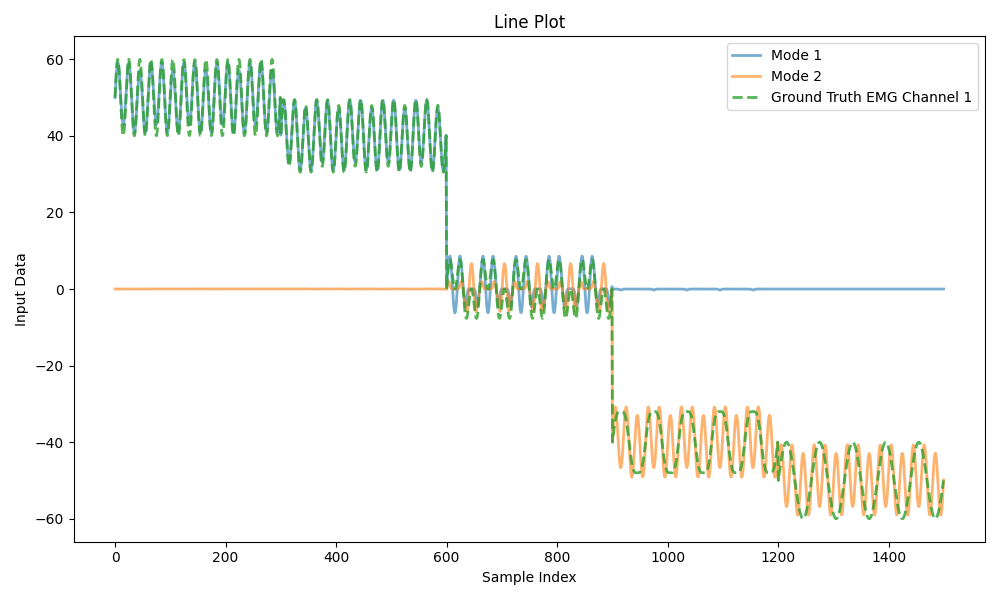 Line Plot
Mode 1
Mode 2
Ground Truth EMG Channel 1
Input Data
60
40
20
0
−20
−40
−60
0
200
400
600
800
1000
1200
1400
Sample Index